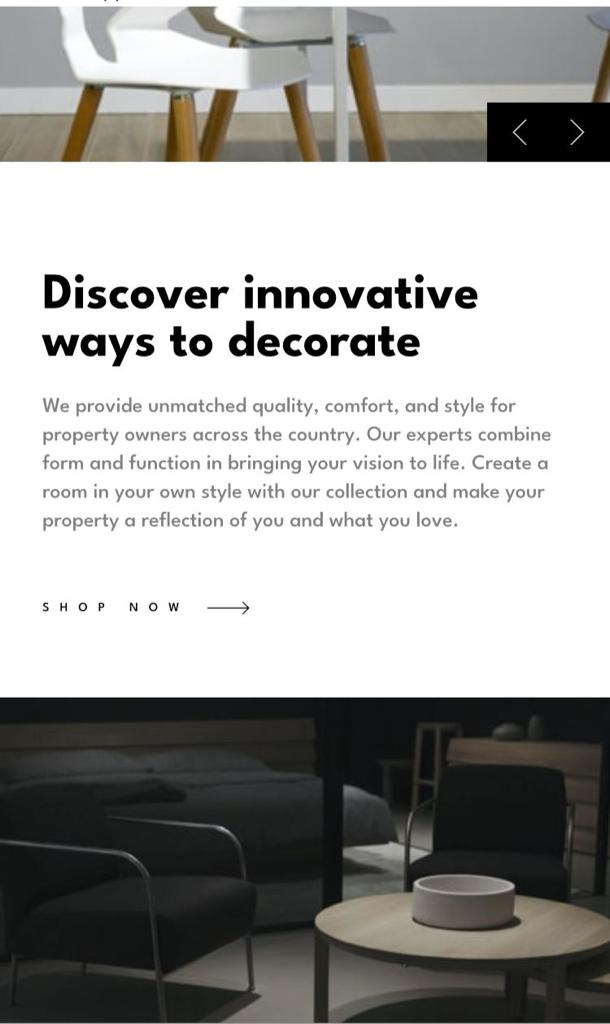 Discover innovative
ways to decorate
We provide unmatched quality, comfort, and style for
property owners across the country. Our experts combine
form and function in bringing your vision to life. Create a
room in your own style with our collection and make your
property a reflection of you and what you love.
SHOP NOW